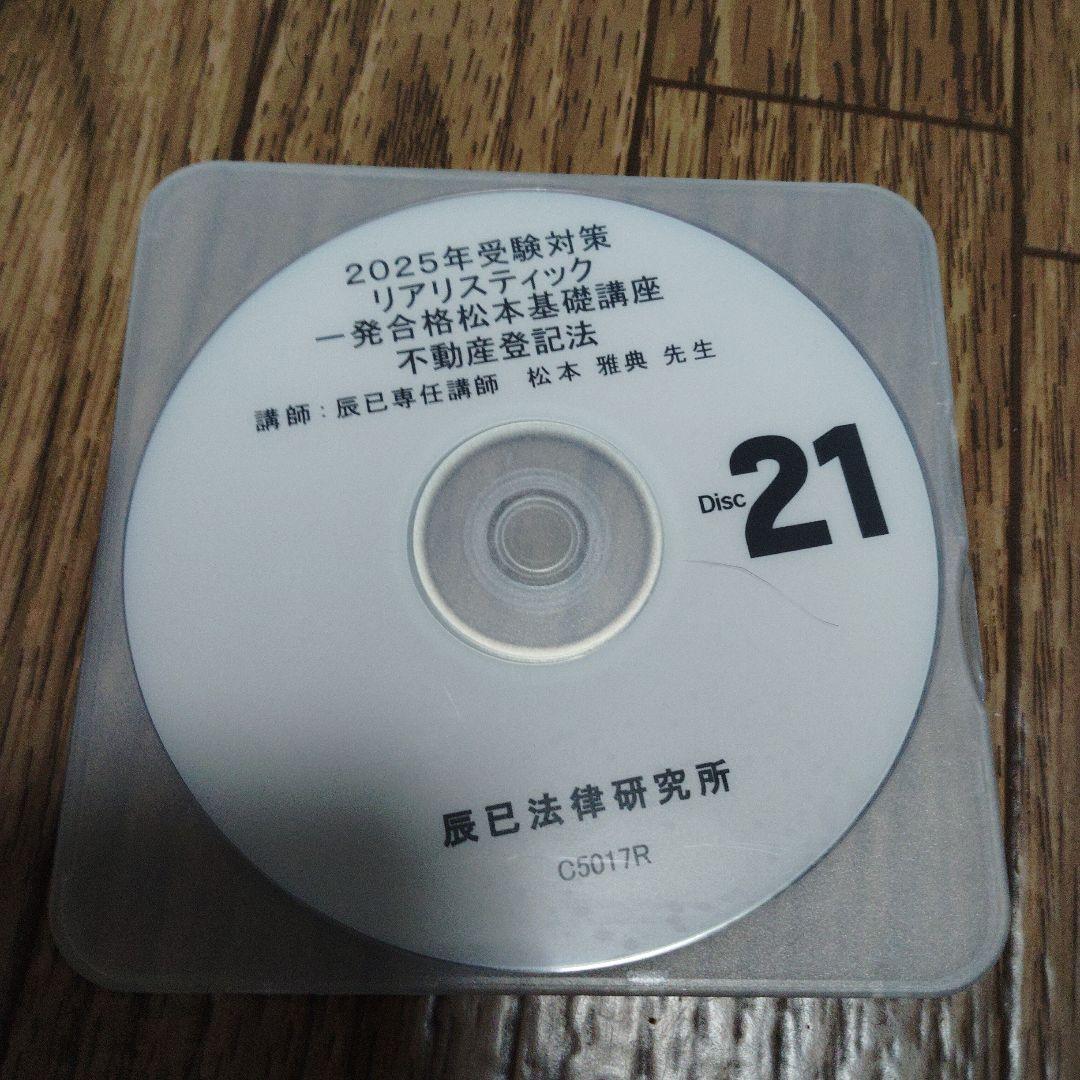 2025年受験対策
リアリスティック
一発合格松本基礎講座
不動産登記法
講師：辰已専任講師　松本 雅典 先生
Disc 21
辰已法律研究所
C5017R